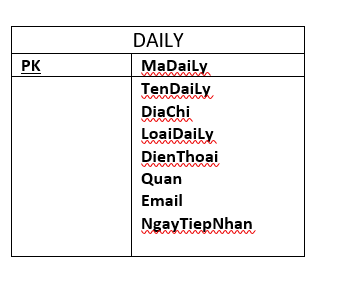 DAILY
PK MaDaiLy
TenDaiLy
DiaChi
LoaiDaiLy
DienThoai
Quan
Email
NgayTiepNhan